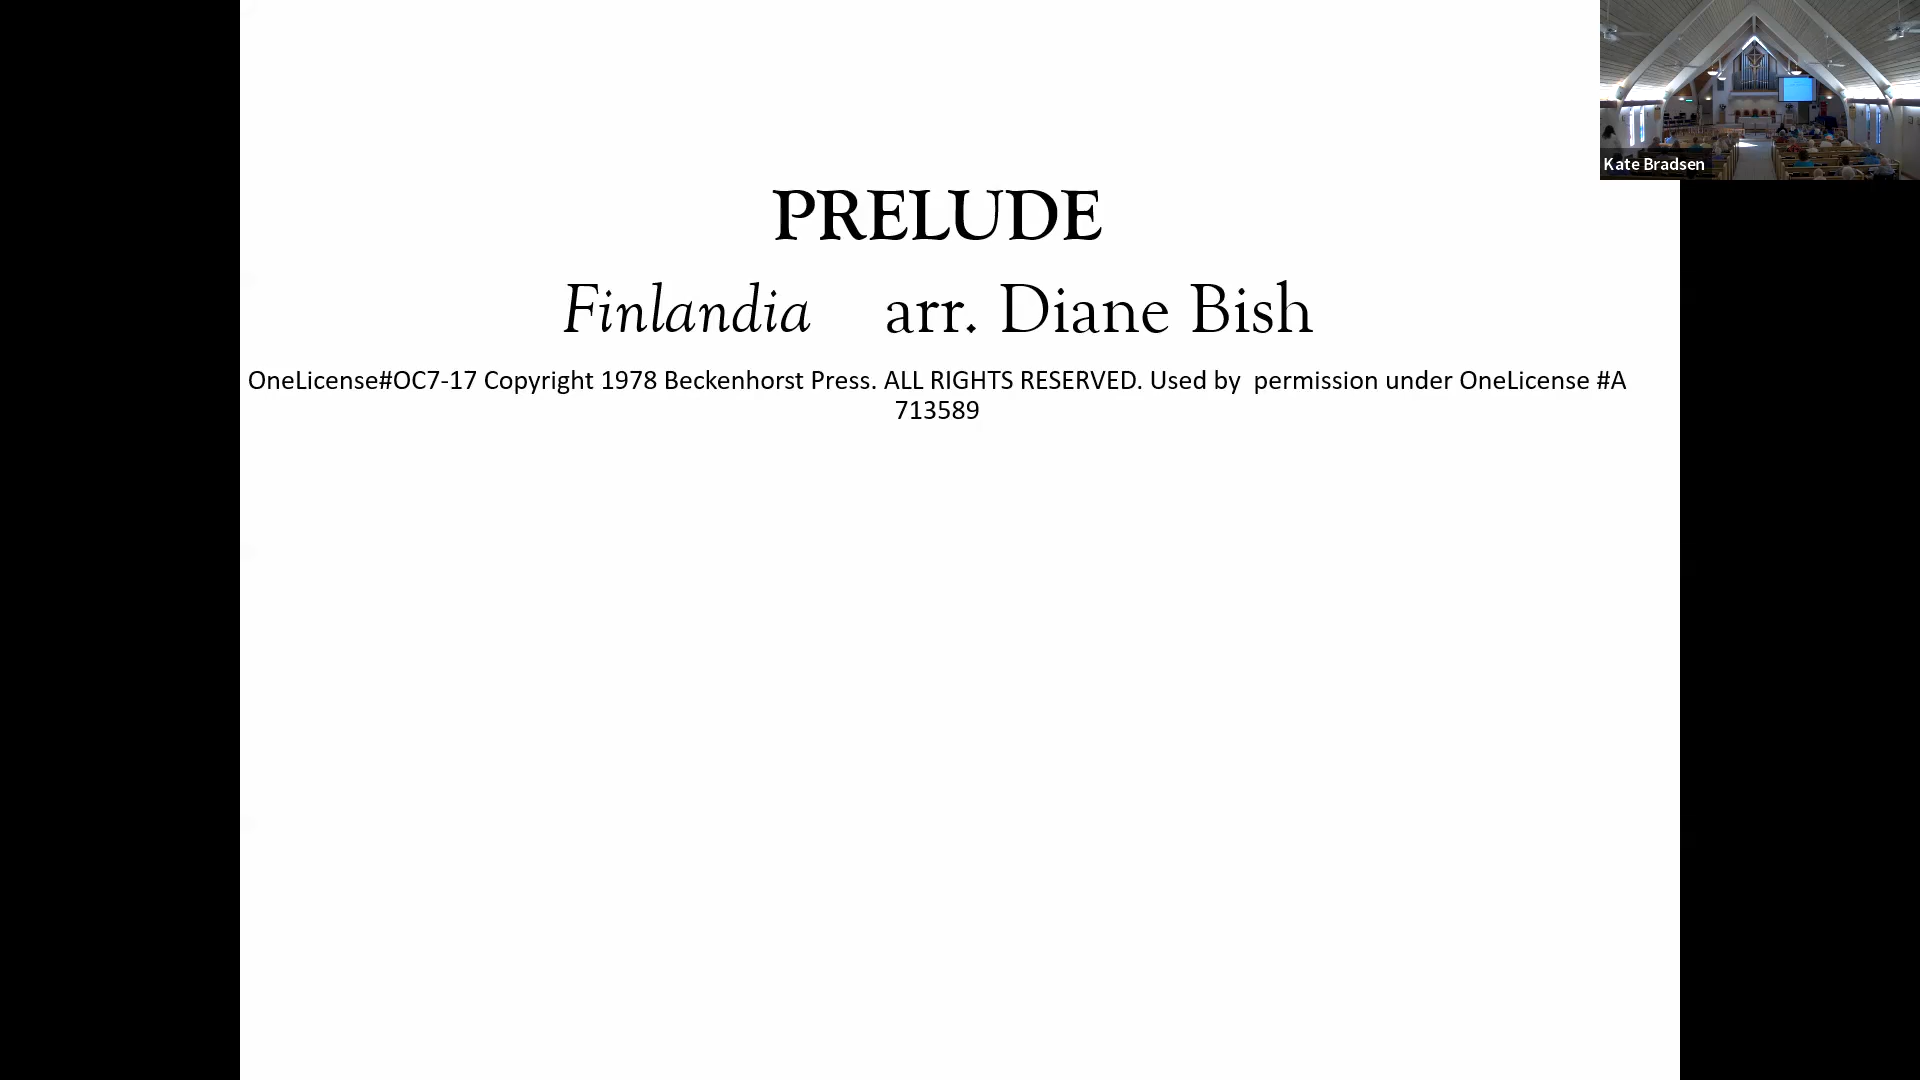 PRELUDE
Finlandia arr. Diane Bish
OneLicense#OC7-17 Copyright 1978 Beckenhorst Press. ALL RIGHTS RESERVED. Used by permission under OneLicense #A
713589
Kate Bradsen